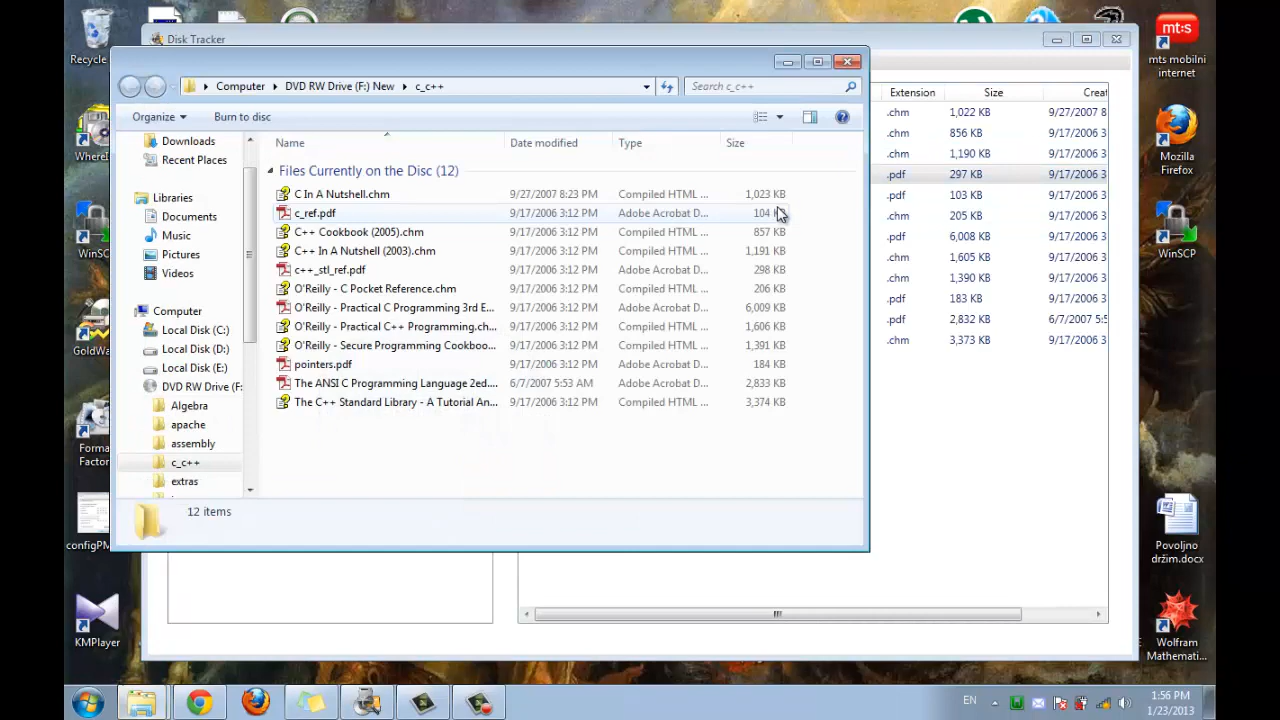 Recycle
Disk Tracker
mt:s
mts mobilni
internet
Computer
DVD RW Drive (F:) New
c_c++
Search c_c++
Organize
Burn to disc
Name
Date modified
Type
Size
Downloads
Recent Places
Libraries
Documents
Music
Pictures
Videos
Computer
Local Disk (C:)
Local Disk (D:)
Local Disk (E:)
DVD RW Drive (F:
Algebra
apache
assembly
c_c++
extras
Files Currently on the Disc (12)
C In A Nutshell.chm 9/27/2007 8:23 PM Compiled HTML ... 1,023 KB
c_ref.pdf 9/17/2006 3:12 PM Adobe Acrobat D... 104 K
C++ Cookbook (2005).chm 9/17/2006 3:12 PM Compiled HTML ... 857 KB
C++ In A Nutshell (2003).chm 9/17/2006 3:12 PM Compiled HTML ... 1,191 KB
c++_stl_ref.pdf 9/17/2006 3:12 PM Adobe Acrobat D... 298 KB
O'Reilly - C Pocket Reference.chm 9/17/2006 3:12 PM Compiled HTML ... 206 KB
O'Reilly - Practical C Programming 3rd E... 9/17/2006 3:12 PM Adobe Acrobat D... 6,009 KB
O'Reilly - Practical C++ Programming.ch... 9/17/2006 3:12 PM Compiled HTML ... 1,606 KB
O'Reilly - Secure Programming Cookboo... 9/17/2006 3:12 PM Compiled HTML ... 1,391 KB
pointers.pdf 9/17/2006 3:12 PM Adobe Acrobat D... 184 KB
The ANSI C Programming Language 2ed.... 6/7/2007 5:53 AM Adobe Acrobat D... 2,833 KB
The C++ Standard Library - A Tutorial An... 9/17/2006 3:12 PM Compiled HTML ... 3,374 KB
12 items
Extension Size Creat
.chm 1,022 KB 9/27/2007 8
.chm 856 KB 9/17/2006 3
.chm 1,190 KB 9/17/2006 3
.pdf 297 KB 9/17/2006 3
.pdf 103 KB 9/17/2006 3
.chm 205 KB 9/17/2006 3
.pdf 6,008 KB 9/17/2006 3
.chm 1,605 KB 9/17/2006 3
.chm 1,390 KB 9/17/2006 3
.pdf 183 KB 9/17/2006 3
.pdf 2,832 KB 6/7/2007 5:5
.chm 3,373 KB 9/17/2006 3
WhereI
WinSC
GoldWa
Forma
Factor
configPM
KMPlayer
Mozilla
Firefox
WinSCP
Povoljno
držim.docx
Wolfram
Mathemati...
EN
1:56 PM
1/23/2013